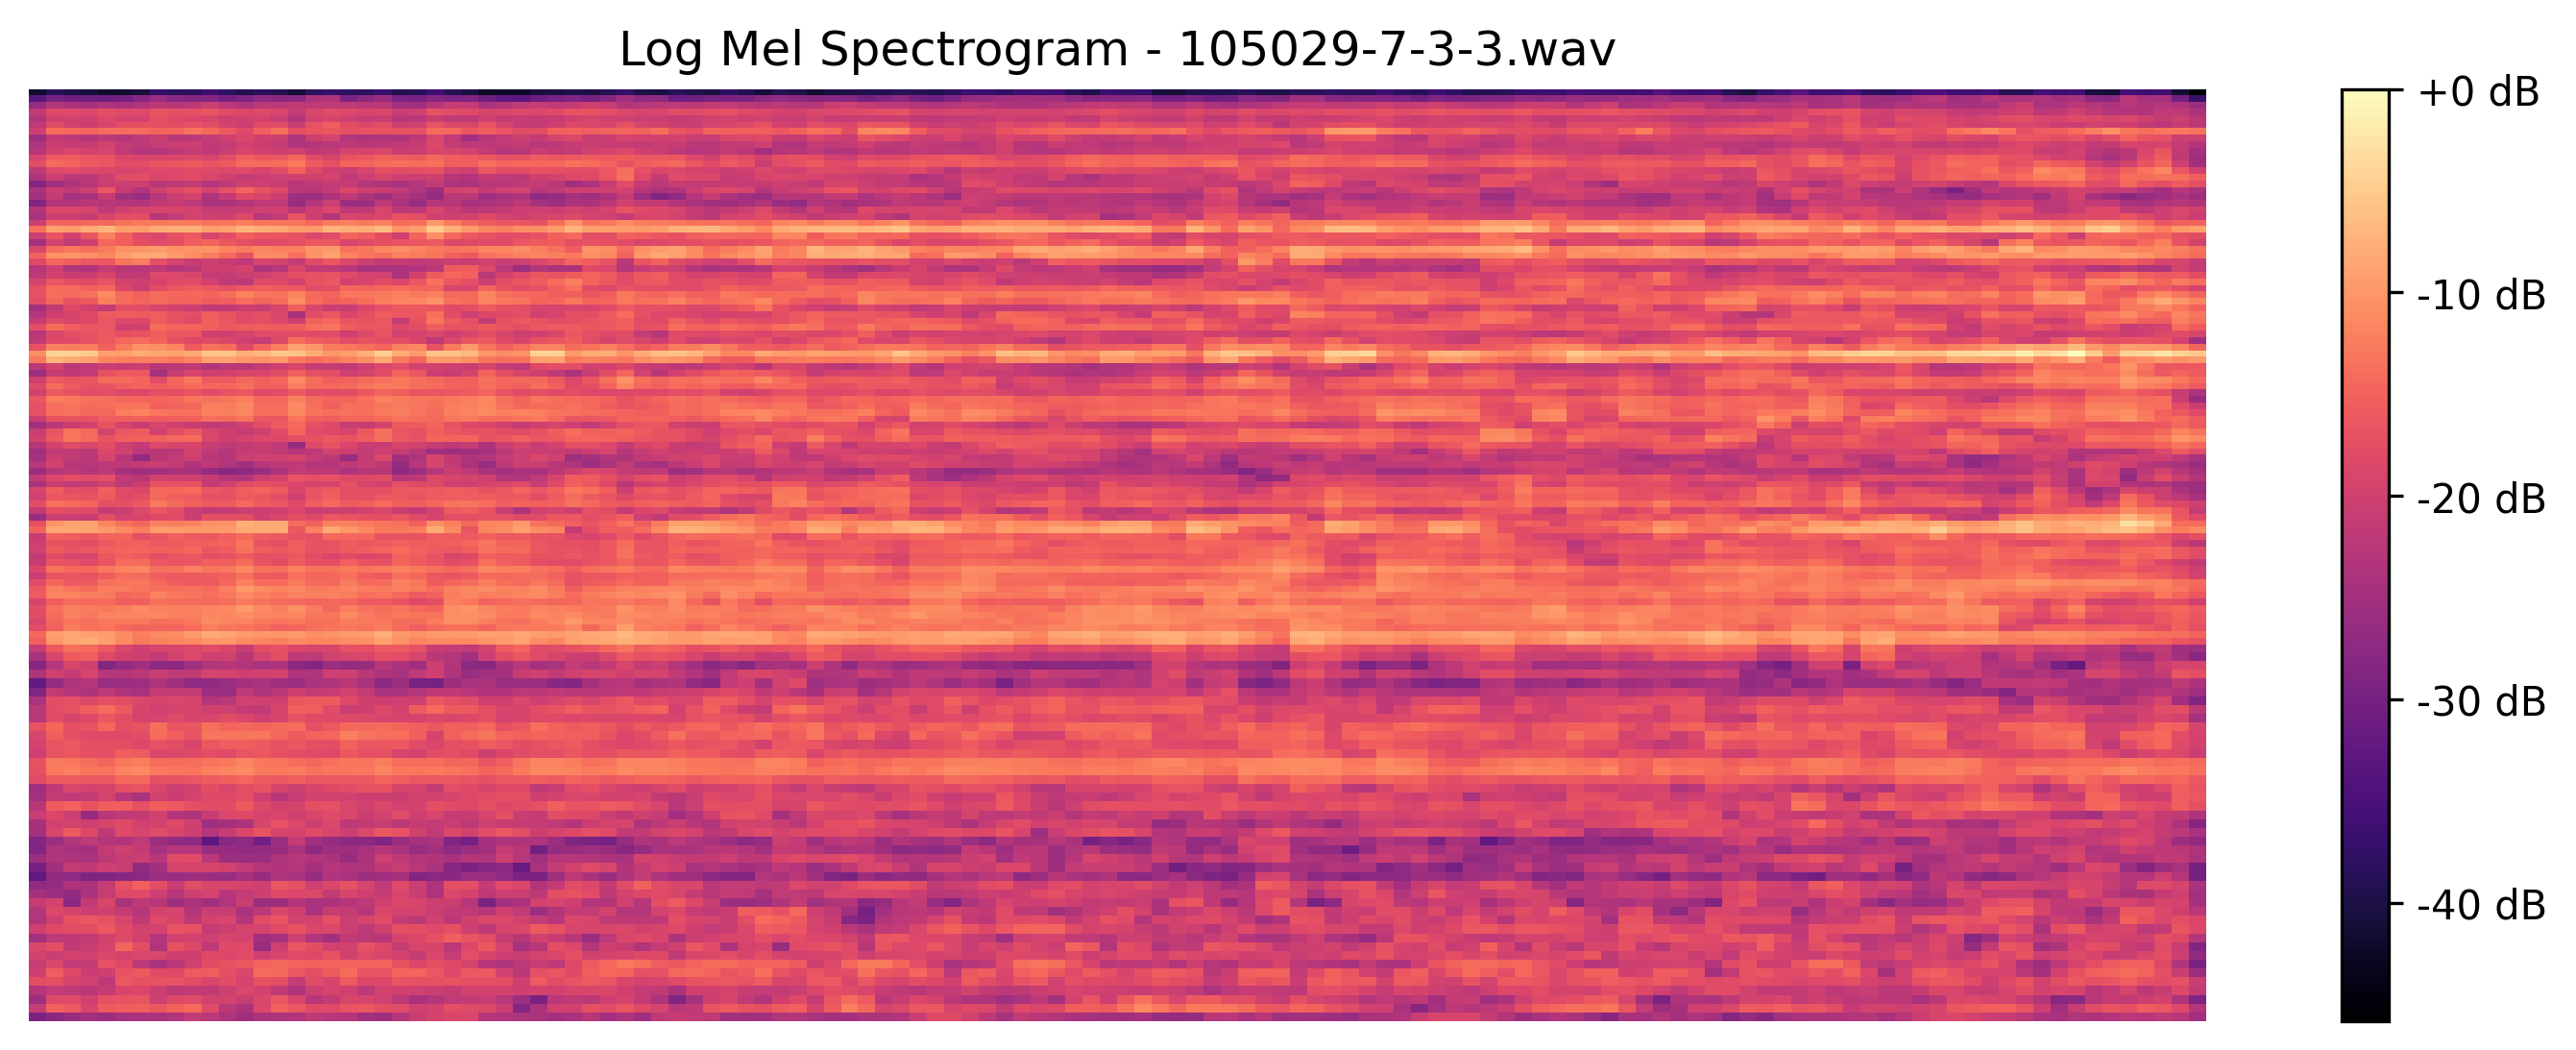 Log Mel Spectrogram - 105029-7-3-3.wav
+0 dB
-10 dB
-20 dB
-30 dB
-40 dB